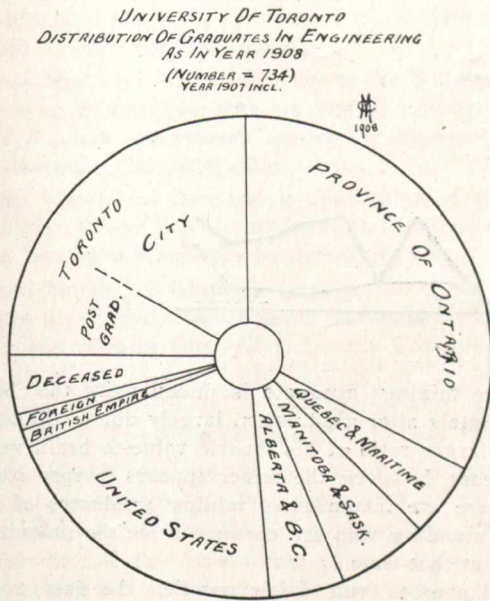 UNIVERSITY OF TORONTO
DISTRIBUTION OF GRADUATES IN ENGINEERING
AS IN YEAR 1908
(NUMBER = 734)
YEAR 1907 INCL.
1908
PROVINCE OF ONTARIO
TORONTO
CITY
POST
GRAD.
DECEASED
FOREIGN
BRITISH EMPIRE
UNITED STATES
ALBERTA & B.C.
MANITOBA & SASK.
QUEBEC & MARITIME